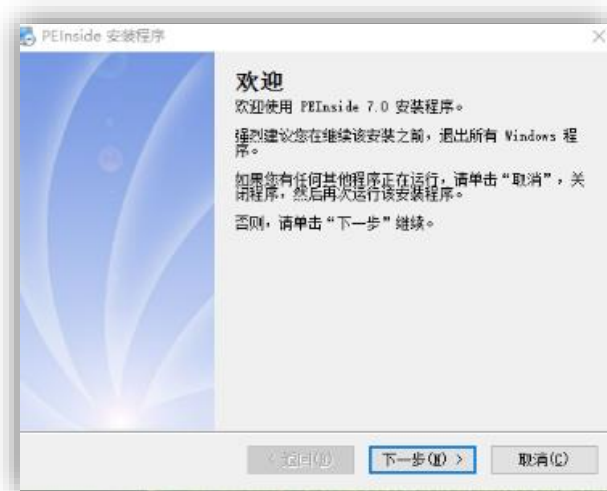 PEInside 安装程序
欢迎
欢迎使用 PEInside 7.0 安装程序。
强烈建议您在继续该安装之前，退出所有 Windows 程
序。
如果您有任何其他程序正在运行，请单击“取消”，关
闭程序，然后再次运行该安装程序。
否则，请单击“下一步”继续。
< 返回(B) 下一步(N) > 取消(C)